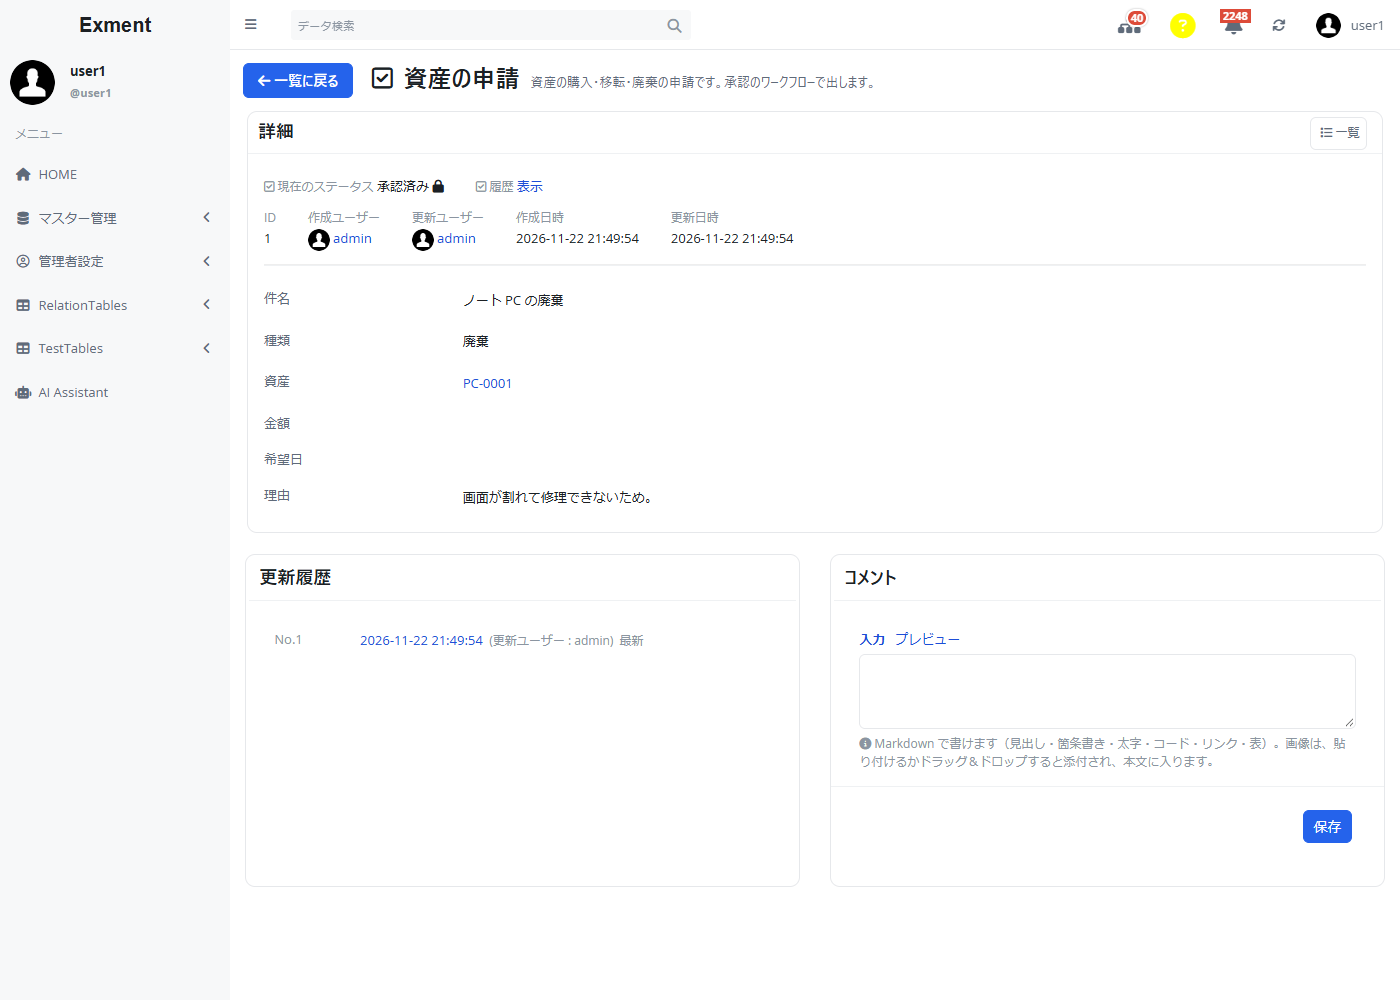 Exment
データ検索
40
?
2248
user1
user1
@user1
メニュー
HOME
マスター管理
管理者設定
RelationTables
TestTables
AI Assistant
一覧に戻る
資産の申請 資産の購入・移転・廃棄の申請です。承認のワークフローで出します。
詳細
一覧
現在のステータス 承認済み 履歴 表示
ID 作成ユーザー 更新ユーザー 作成日時 更新日時
1 admin admin 2026-11-22 21:49:54 2026-11-22 21:49:54
件名 ノート PC の廃棄
種類 廃棄
資産 PC-0001
金額
希望日
理由 画面が割れて修理できないため。
更新履歴
No.1 2026-11-22 21:49:54 (更新ユーザー : admin) 最新
コメント
入力 プレビュー
Markdown で書けます（見出し・箇条書き・太字・コード・リンク・表）。画像は、貼
り付けるかドラッグ＆ドロップすると添付され、本文に入ります。
保存